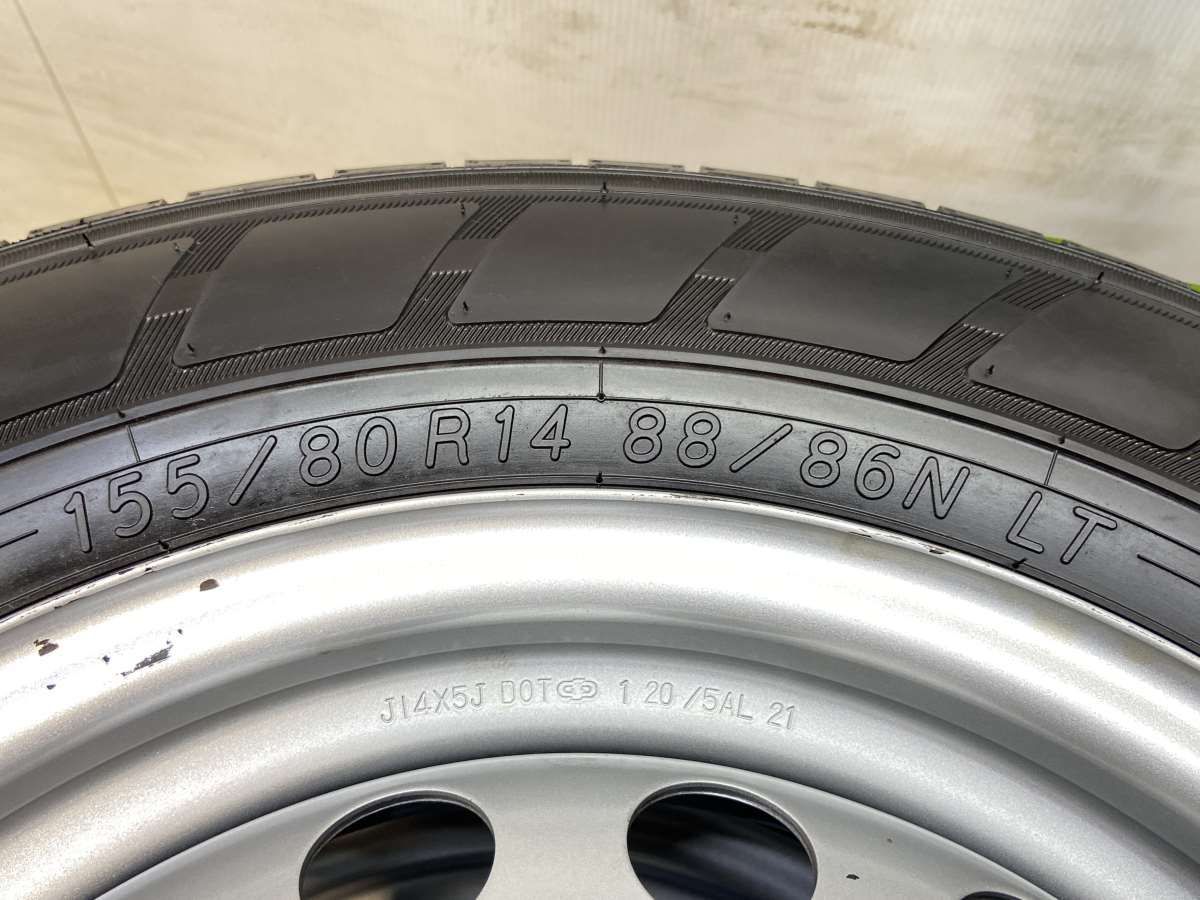 155/80R14 88/86N LT
J14X5J DOT 1 20 /5AL 21